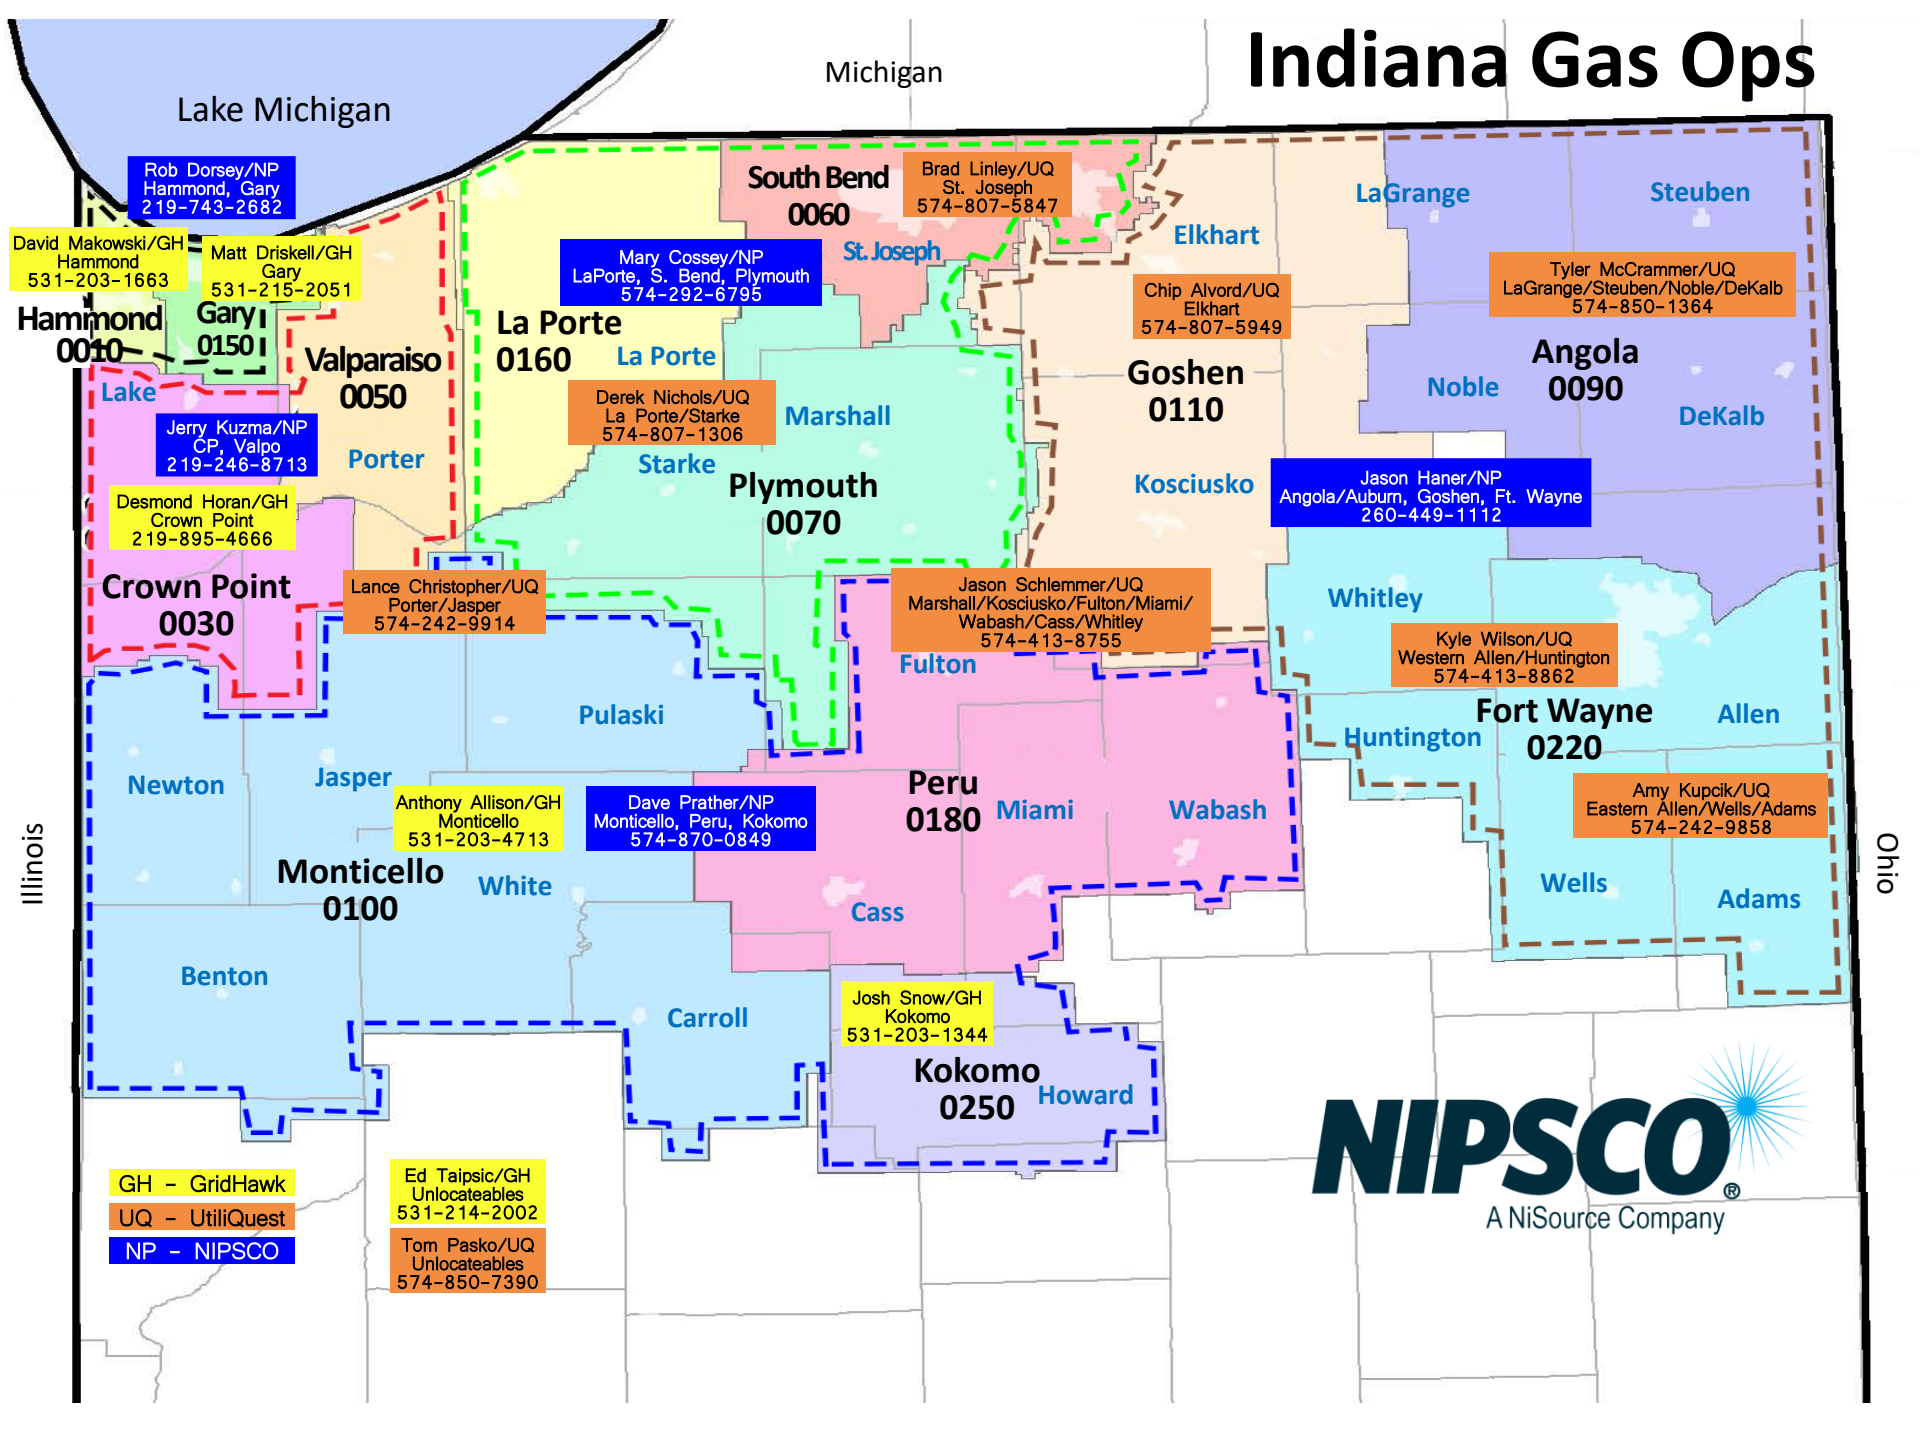 Indiana Gas Ops
Michigan
Lake Michigan
Rob Dorsey/NP
Hammond, Gary
219-743-2682
South Bend
0060
Brad Linley/UQ
St. Joseph
574-807-5847
LaGrange
Steuben
David Makowski/GH
Hammond
531-203-1663
Matt Driskell/GH
Gary
531-215-2051
Mary Cossey/NP
LaPorte, S. Bend, Plymouth
574-292-6795
St. Joseph
Elkhart
Chip Alvord/UQ
Elkhart
574-807-5949
Tyler McCrammer/UQ
LaGrange/Steuben/Noble/DeKalb
574-850-1364
Hammond
0010
Gary
0150
Valparaiso
0050
La Porte
0160
La Porte
Goshen
0110
Angola
0090
Noble
DeKalb
Lake
Derek Nichols/UQ
La Porte/Starke
574-807-1306
Marshall
Jerry Kuzma/NP
CP, Valpo
219-246-8713
Porter
Starke
Plymouth
0070
Kosciusko
Jason Haner/NP
Angola/Auburn, Goshen, Ft. Wayne
260-449-1112
Desmond Horan/GH
Crown Point
219-895-4666
Crown Point
0030
Lance Christopher/UQ
Porter/Jasper
574-242-9914
Jason Schlemmer/UQ
Marshall/Kosciusko/Fulton/Miami/
Wabash/Cass/Whitley
574-413-8755
Whitley
Kyle Wilson/UQ
Western Allen/Huntington
574-413-8862
Fulton
Pulaski
Huntington
Fort Wayne
0220
Allen
Newton
Jasper
Anthony Allison/GH
Monticello
531-203-4713
Dave Prather/NP
Monticello, Peru, Kokomo
574-870-0849
Peru
0180
Miami
Wabash
Amy Kupcik/UQ
Eastern Allen/Wells/Adams
574-242-9858
Illinois
Ohio
Monticello
0100
White
Cass
Wells
Adams
Benton
Carroll
Josh Snow/GH
Kokomo
531-203-1344
Kokomo
0250
Howard
GH - GridHawk
UQ - UtiliQuest
NP - NIPSCO
Ed Taipsic/GH
Unlocateables
531-214-2002
Tom Pasko/UQ
Unlocateables
574-850-7390
NIPSCO®
A NiSource Company